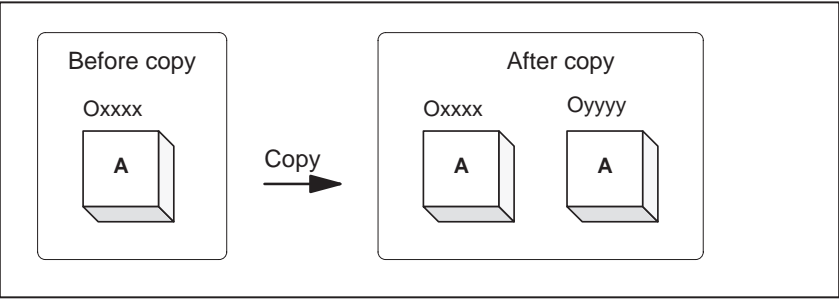 Before copy
Oxxxx
A
Copy
After copy
Oxxxx
Oyyyy
A
A